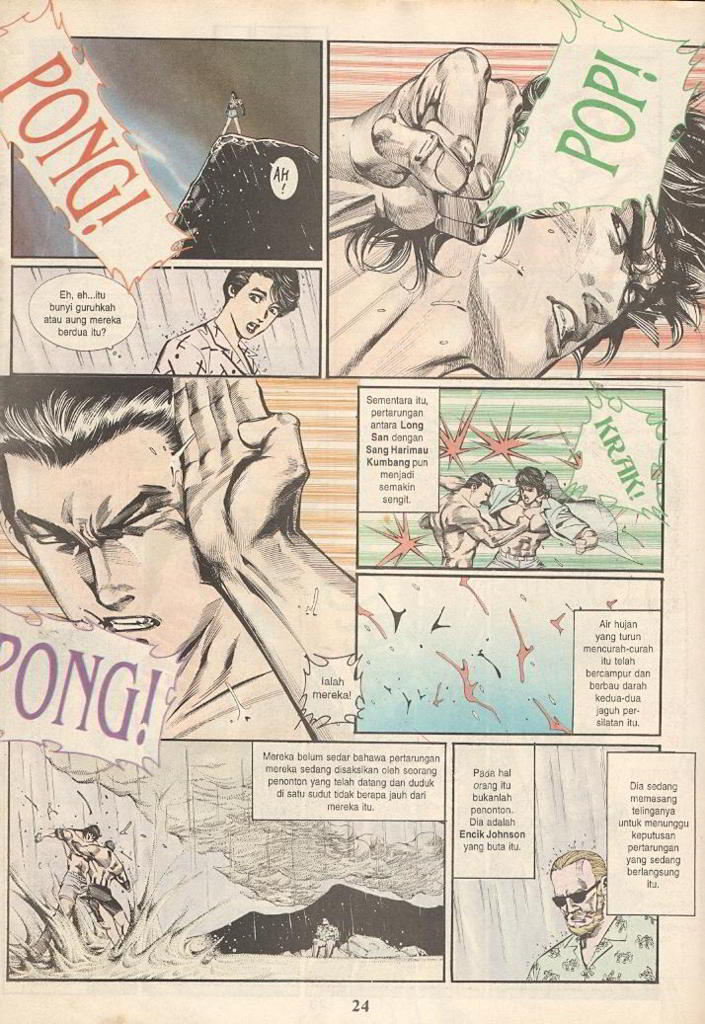 PONG!
AH
!
POP!
Eh, eh...itu
bunyi guruhkah
atau aung mereka
berdua itu?
Sementara itu,
pertarungan
antara Long
San dengan
Sang Harimau
Kumbang pun
menjadi
semakin
sengit.
KRAK!
PONG!
Ialah
mereka!
Air hujan
yang turun
mencurah-curah
itu telah
bercampur dan
berbau darah
kedua-dua
jaguh per-
silatan itu.
Mereka belum sedar bahawa pertarungan
mereka sedang disaksikan oleh seorang
penonton yang telah datang dan duduk
di satu sudut tidak berapa jauh dari
mereka itu.
Pada hal
orang itu
bukanlah
penonton.
Dia adalah
Encik Johnson
yang buta itu.
Dia sedang
memasang
telinganya
untuk menunggu
keputusan
pertarungan
yang sedang
berlangsung
itu.
24